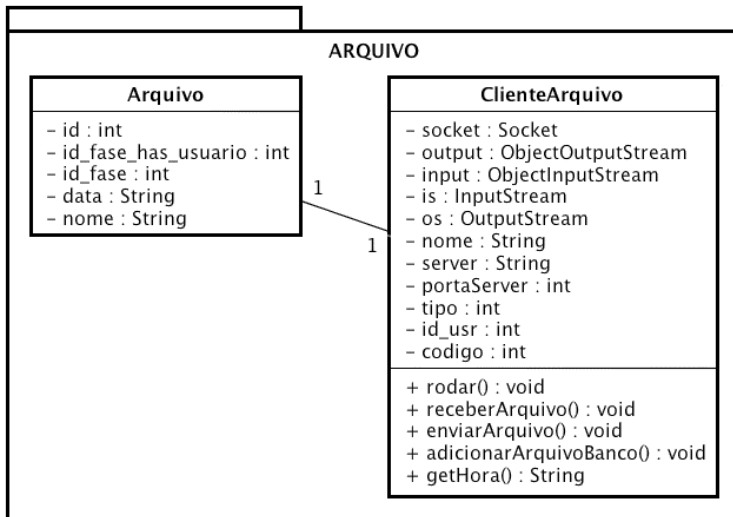 ARQUIVO
Arquivo
- id : int
- id_fase_has_usuario : int
- id_fase : int
- data : String
- nome : String
1
1
ClienteArquivo
- socket : Socket
- output : ObjectOutputStream
- input : ObjectInputStream
- is : InputStream
- os : OutputStream
- nome : String
- server : String
- portaServer : int
- tipo : int
- id_usr : int
- codigo : int
+ rodar() : void
+ receberArquivo() : void
+ enviarArquivo() : void
+ adicionarArquivoBanco() : void
+ getHora() : String